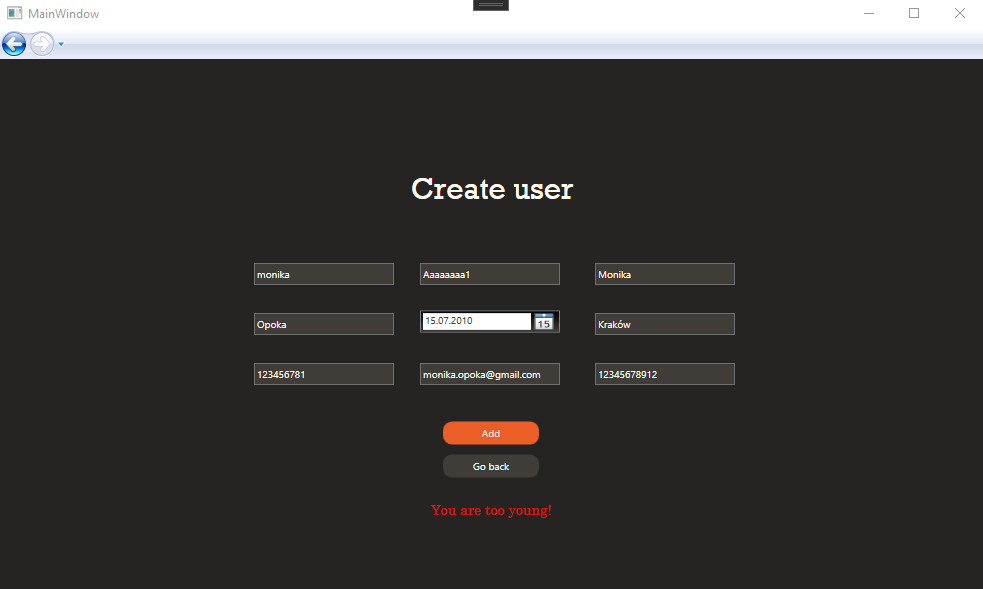 MainWindow
Create user
monika Aaaaaaaa1 Monika
Opoka 15.07.2010 15 Kraków
123456781 monika.opoka@gmail.com 12345678912
Add
Go back
You are too young!